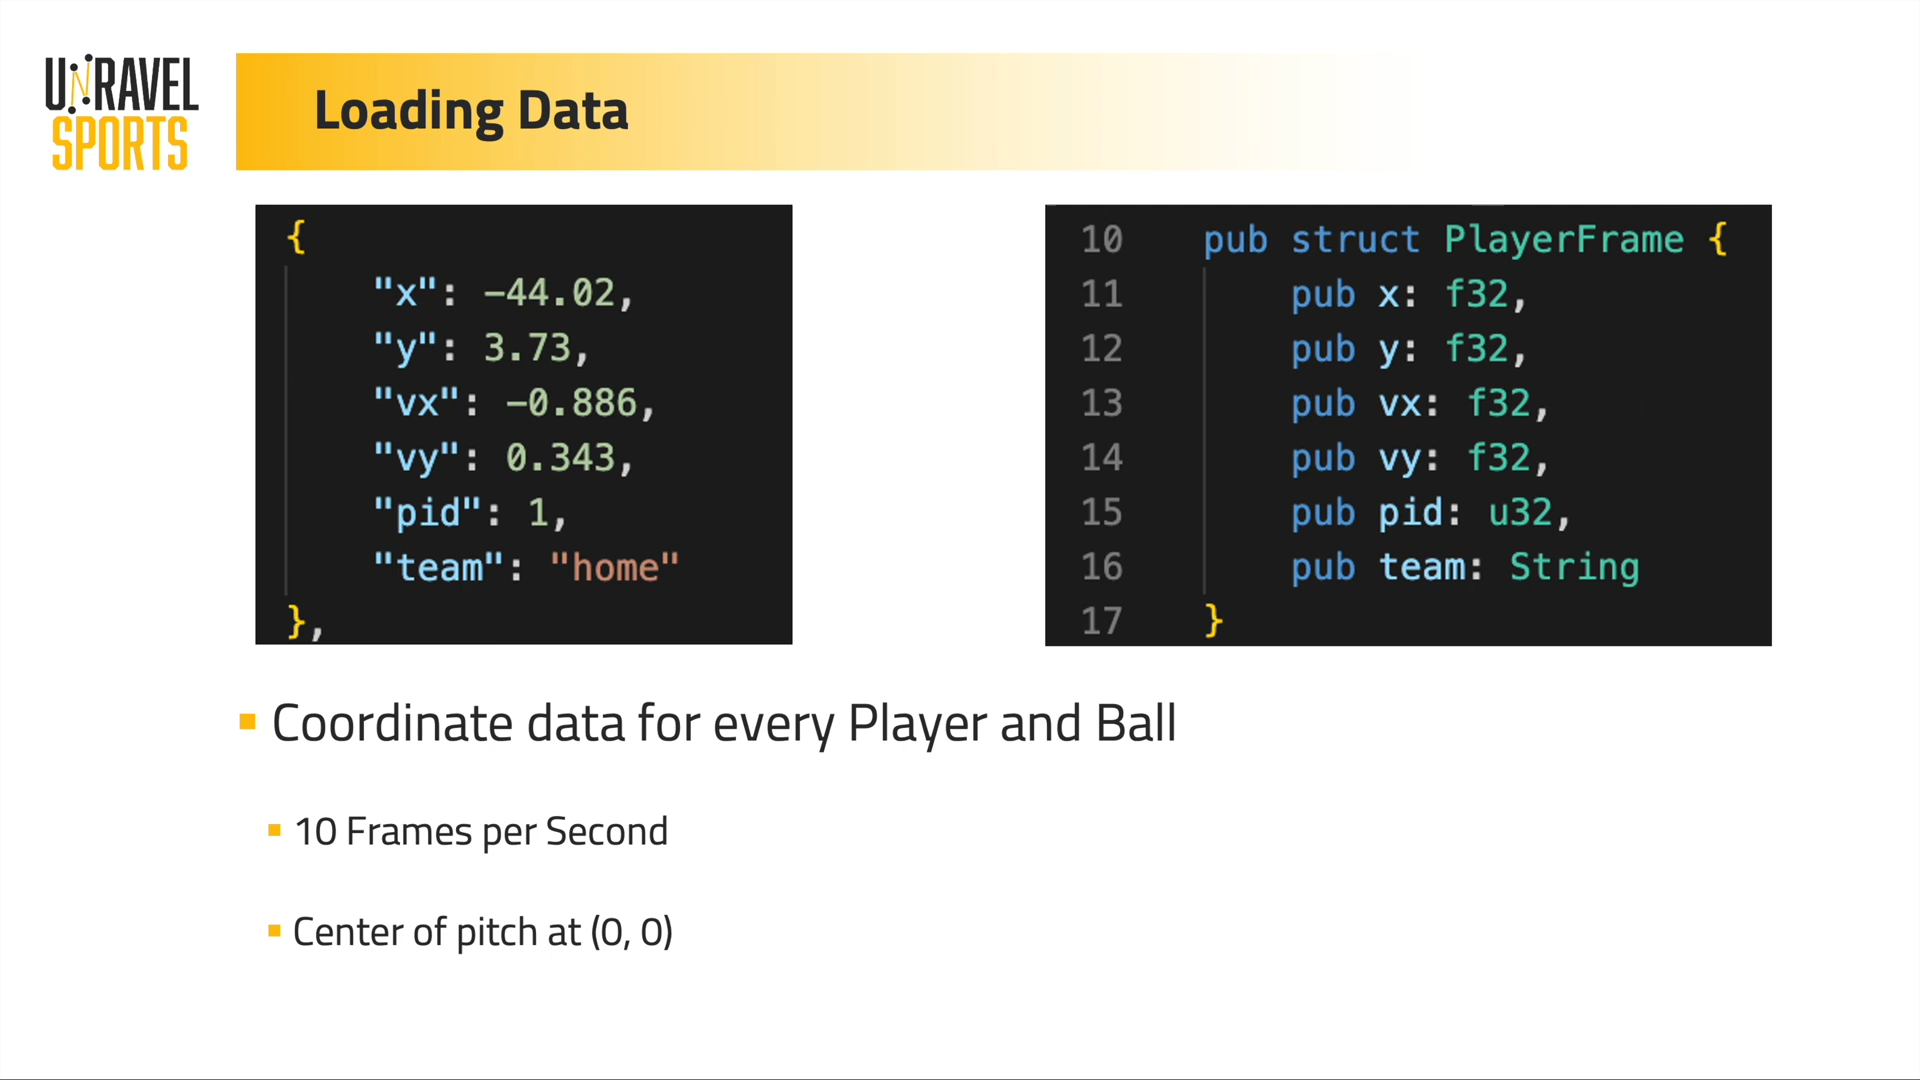 UNRAVEL
SPORTS
Loading Data
{
"x": -44.02,
"y": 3.73,
"vx": -0.886,
"vy": 0.343,
"pid": 1,
"team": "home"
},
10 pub struct PlayerFrame {
11 pub x: f32,
12 pub y: f32,
13 pub vx: f32,
14 pub vy: f32,
15 pub pid: u32,
16 pub team: String
17 }
Coordinate data for every Player and Ball
10 Frames per Second
Center of pitch at (0, 0)